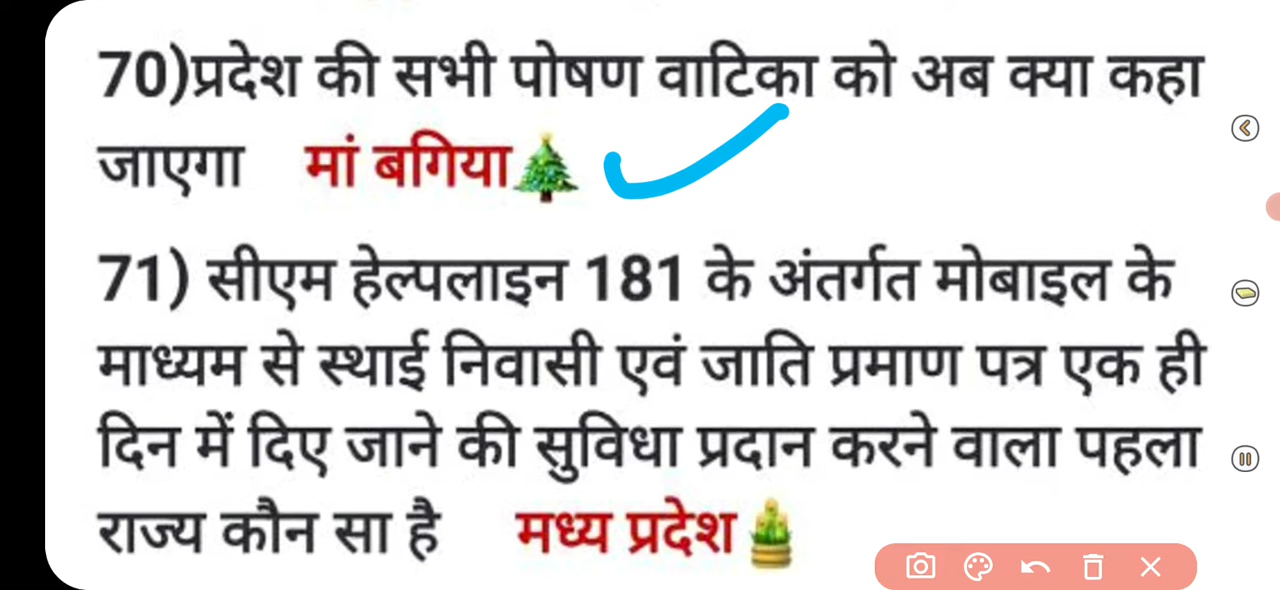 70)प्रदेश की सभी पोषण वाटिका को अब क्या कहा
जाएगा मां बगिया🎄
71) सीएम हेल्पलाइन 181 के अंतर्गत मोबाइल के
माध्यम से स्थाई निवासी एवं जाति प्रमाण पत्र एक ही
दिन में दिए जाने की सुविधा प्रदान करने वाला पहला
राज्य कौन सा है मध्य प्रदेश🎍